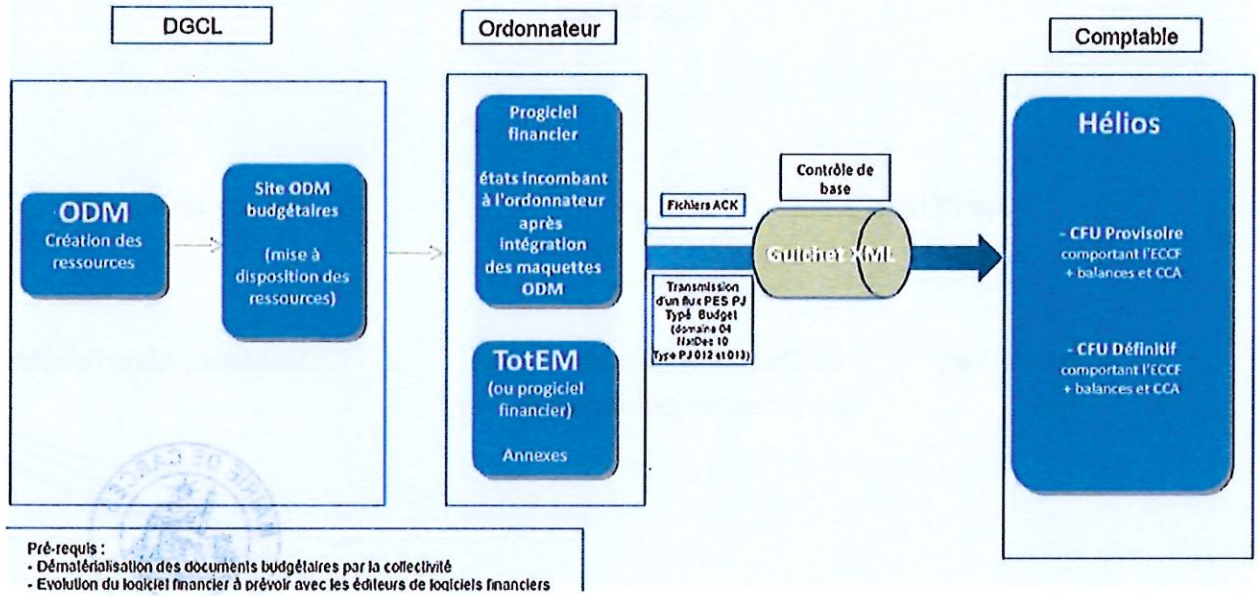 DGCL
ODM
Création des
ressources
Site ODM
budgétaires
(mise à
disposition des
ressources)
Ordonnateur
Progiciel
financier
états incombant
à l'ordonnateur
après
intégration
des maquettes
ODM
TotEM
(ou progiciel
financier)
Annexes
Fichiers ACK
Transmission
d'un flux PES PJ
Type Budget
(domaine 04
NatDec 10
Type PJ 012 et 013)
Contrôle de
base
Guichet XML
Comptable
Hélios
- CFU Provisoire
comportant l'ECCF
+ balances et CCA
- CFU Définitif
comportant l'ECCF
+ balances et CCA
Pré-requis :
- Dématérialisation des documents budgétaires par la collectivité
- Evolution du logiciel financier à prévoir avec les éditeurs de logiciels financiers